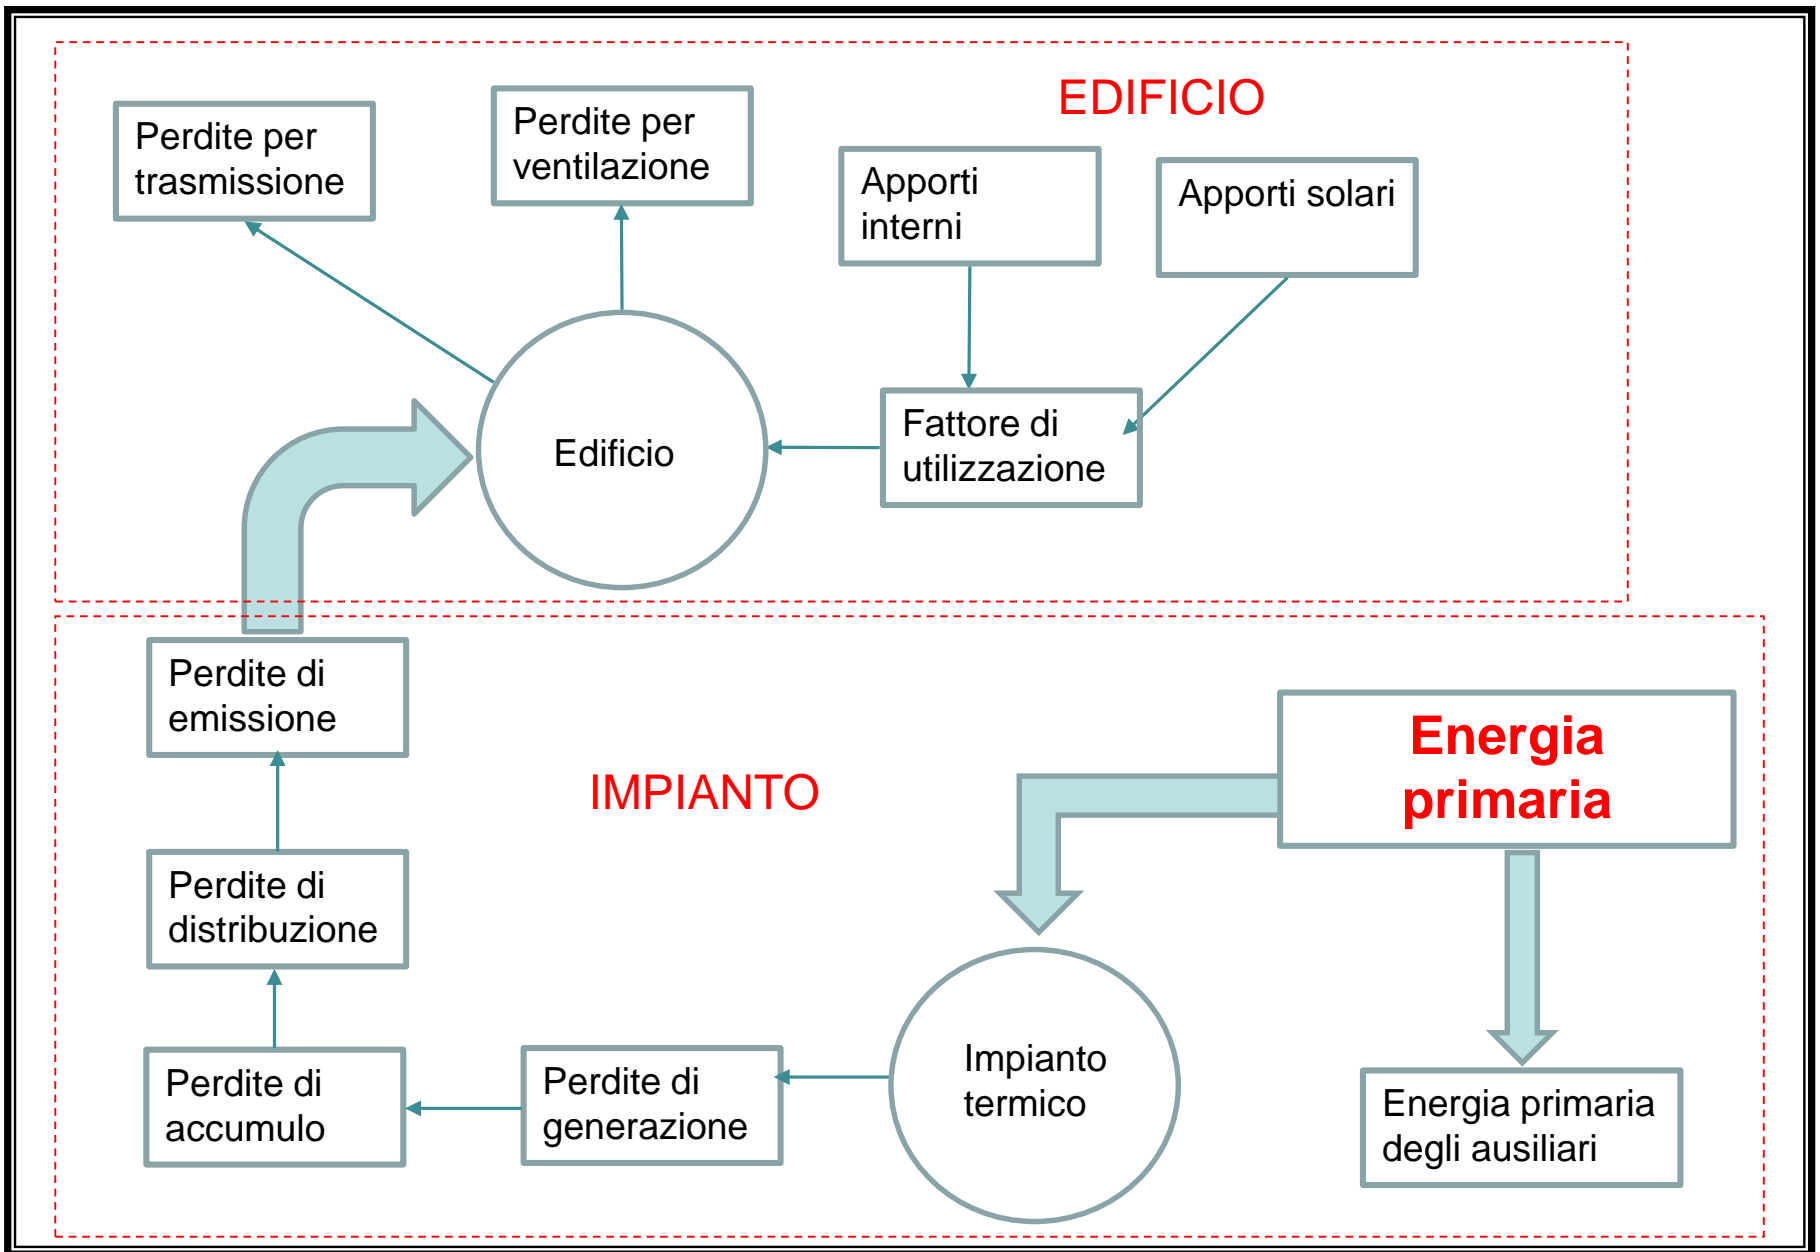 EDIFICIO
Perdite per
trasmissione
Perdite per
ventilazione
Apporti
interni
Apporti solari
Edificio
Fattore di
utilizzazione
Perdite di
emissione
IMPIANTO
Energia
primaria
Perdite di
distribuzione
Perdite di
accumulo
Perdite di
generazione
Impianto
termico
Energia primaria
degli ausiliari